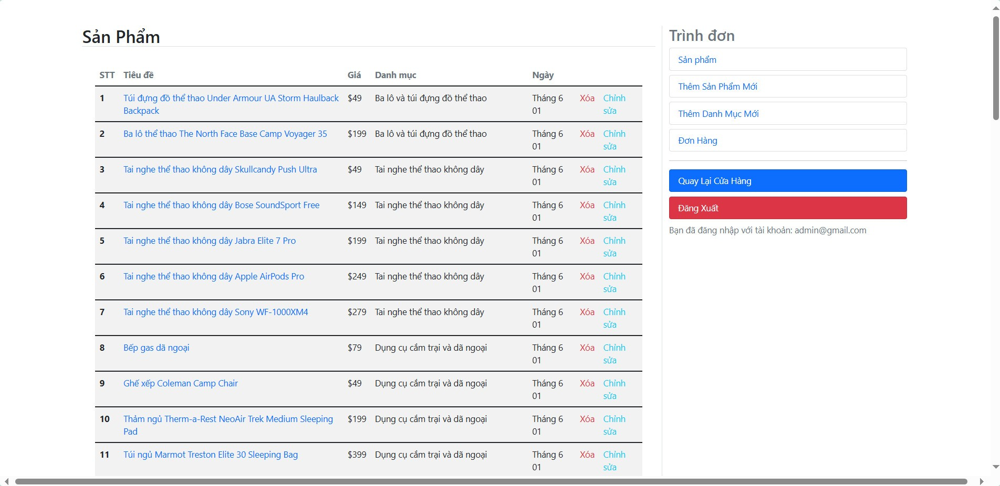 Sản Phẩm
STT Tiêu đề Giá Danh mục Ngày
1 Túi đựng đồ thể thao Under Armour UA Storm Haulback $49 Ba lô và túi đựng đồ thể thao Tháng 6 Xóa Chỉnh
Backpack 01 sửa
2 Ba lô thể thao The North Face Base Camp Voyager 35 $199 Ba lô và túi đựng đồ thể thao Tháng 6 Xóa Chỉnh
01 sửa
3 Tai nghe thể thao không dây Skullcandy Push Ultra $49 Tai nghe thể thao không dây Tháng 6 Xóa Chỉnh
01 sửa
4 Tai nghe thể thao không dây Bose SoundSport Free $149 Tai nghe thể thao không dây Tháng 6 Xóa Chỉnh
01 sửa
5 Tai nghe thể thao không dây Jabra Elite 7 Pro $199 Tai nghe thể thao không dây Tháng 6 Xóa Chỉnh
01 sửa
6 Tai nghe thể thao không dây Apple AirPods Pro $249 Tai nghe thể thao không dây Tháng 6 Xóa Chỉnh
01 sửa
7 Tai nghe thể thao không dây Sony WF-1000XM4 $279 Tai nghe thể thao không dây Tháng 6 Xóa Chỉnh
01 sửa
8 Bếp gas dã ngoại $79 Dụng cụ cắm trại và dã ngoại Tháng 6 Xóa Chỉnh
01 sửa
9 Ghế xếp Coleman Camp Chair $49 Dụng cụ cắm trại và dã ngoại Tháng 6 Xóa Chỉnh
01 sửa
10 Thảm ngủ Therm-a-Rest NeoAir Trek Medium Sleeping $199 Dụng cụ cắm trại và dã ngoại Tháng 6 Xóa Chỉnh
Pad 01 sửa
11 Túi ngủ Marmot Treston Elite 30 Sleeping Bag $399 Dụng cụ cắm trại và dã ngoại Tháng 6 Xóa Chỉnh
01 sửa
Trình đơn
Sản phẩm
Thêm Sản Phẩm Mới
Thêm Danh Mục Mới
Đơn Hàng
Quay Lại Cửa Hàng
Đăng Xuất
Bạn đã đăng nhập với tài khoản: admin@gmail.com